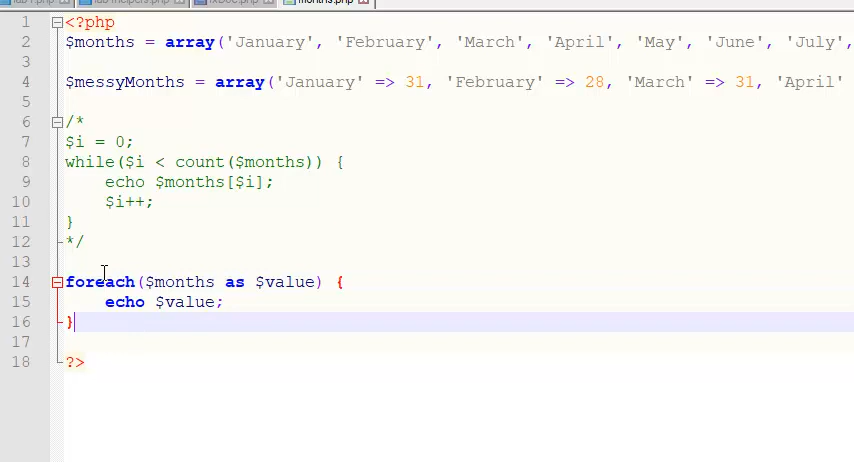 months.php
1 <?php
2 $months = array('January', 'February', 'March', 'April', 'May', 'June', 'July',
3
4 $messyMonths = array('January' => 31, 'February' => 28, 'March' => 31, 'April'
5
6 /*
7 $i = 0;
8 while($i < count($months)) {
9     echo $months[$i];
10     $i++;
11 }
12 */
13
14 foreach($months as $value) {
15     echo $value;
16 }
17
18 ?>